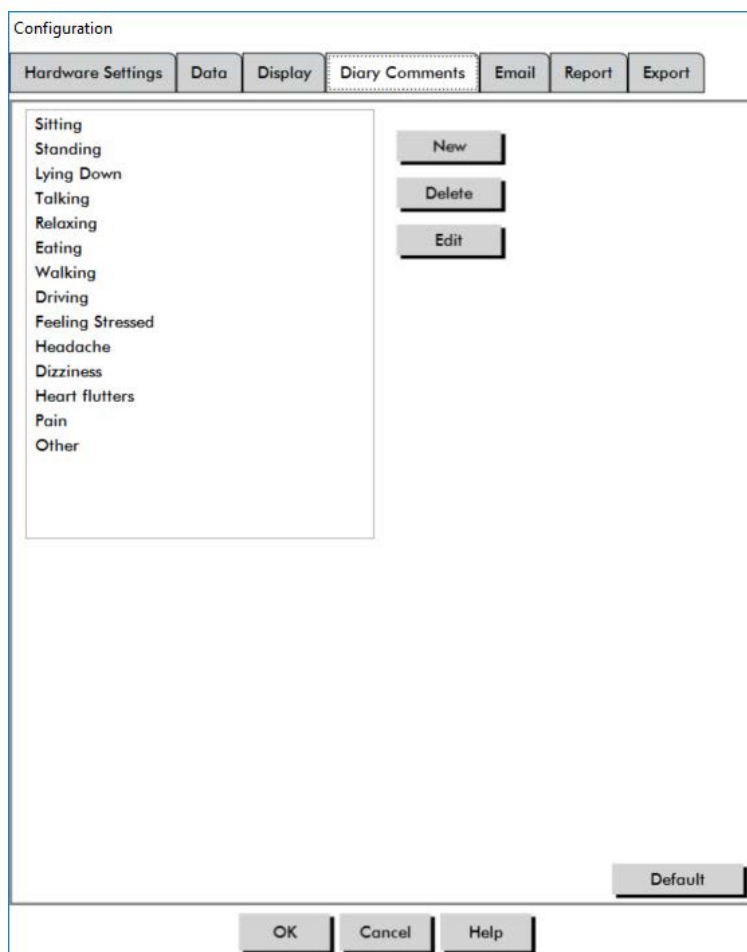 Configuration
Hardware Settings Data Display Diary Comments Email Report Export
Sitting
Standing
Lying Down
Talking
Relaxing
Eating
Walking
Driving
Feeling Stressed
Headache
Dizziness
Heart flutters
Pain
Other
New
Delete
Edit
Default
OK Cancel Help